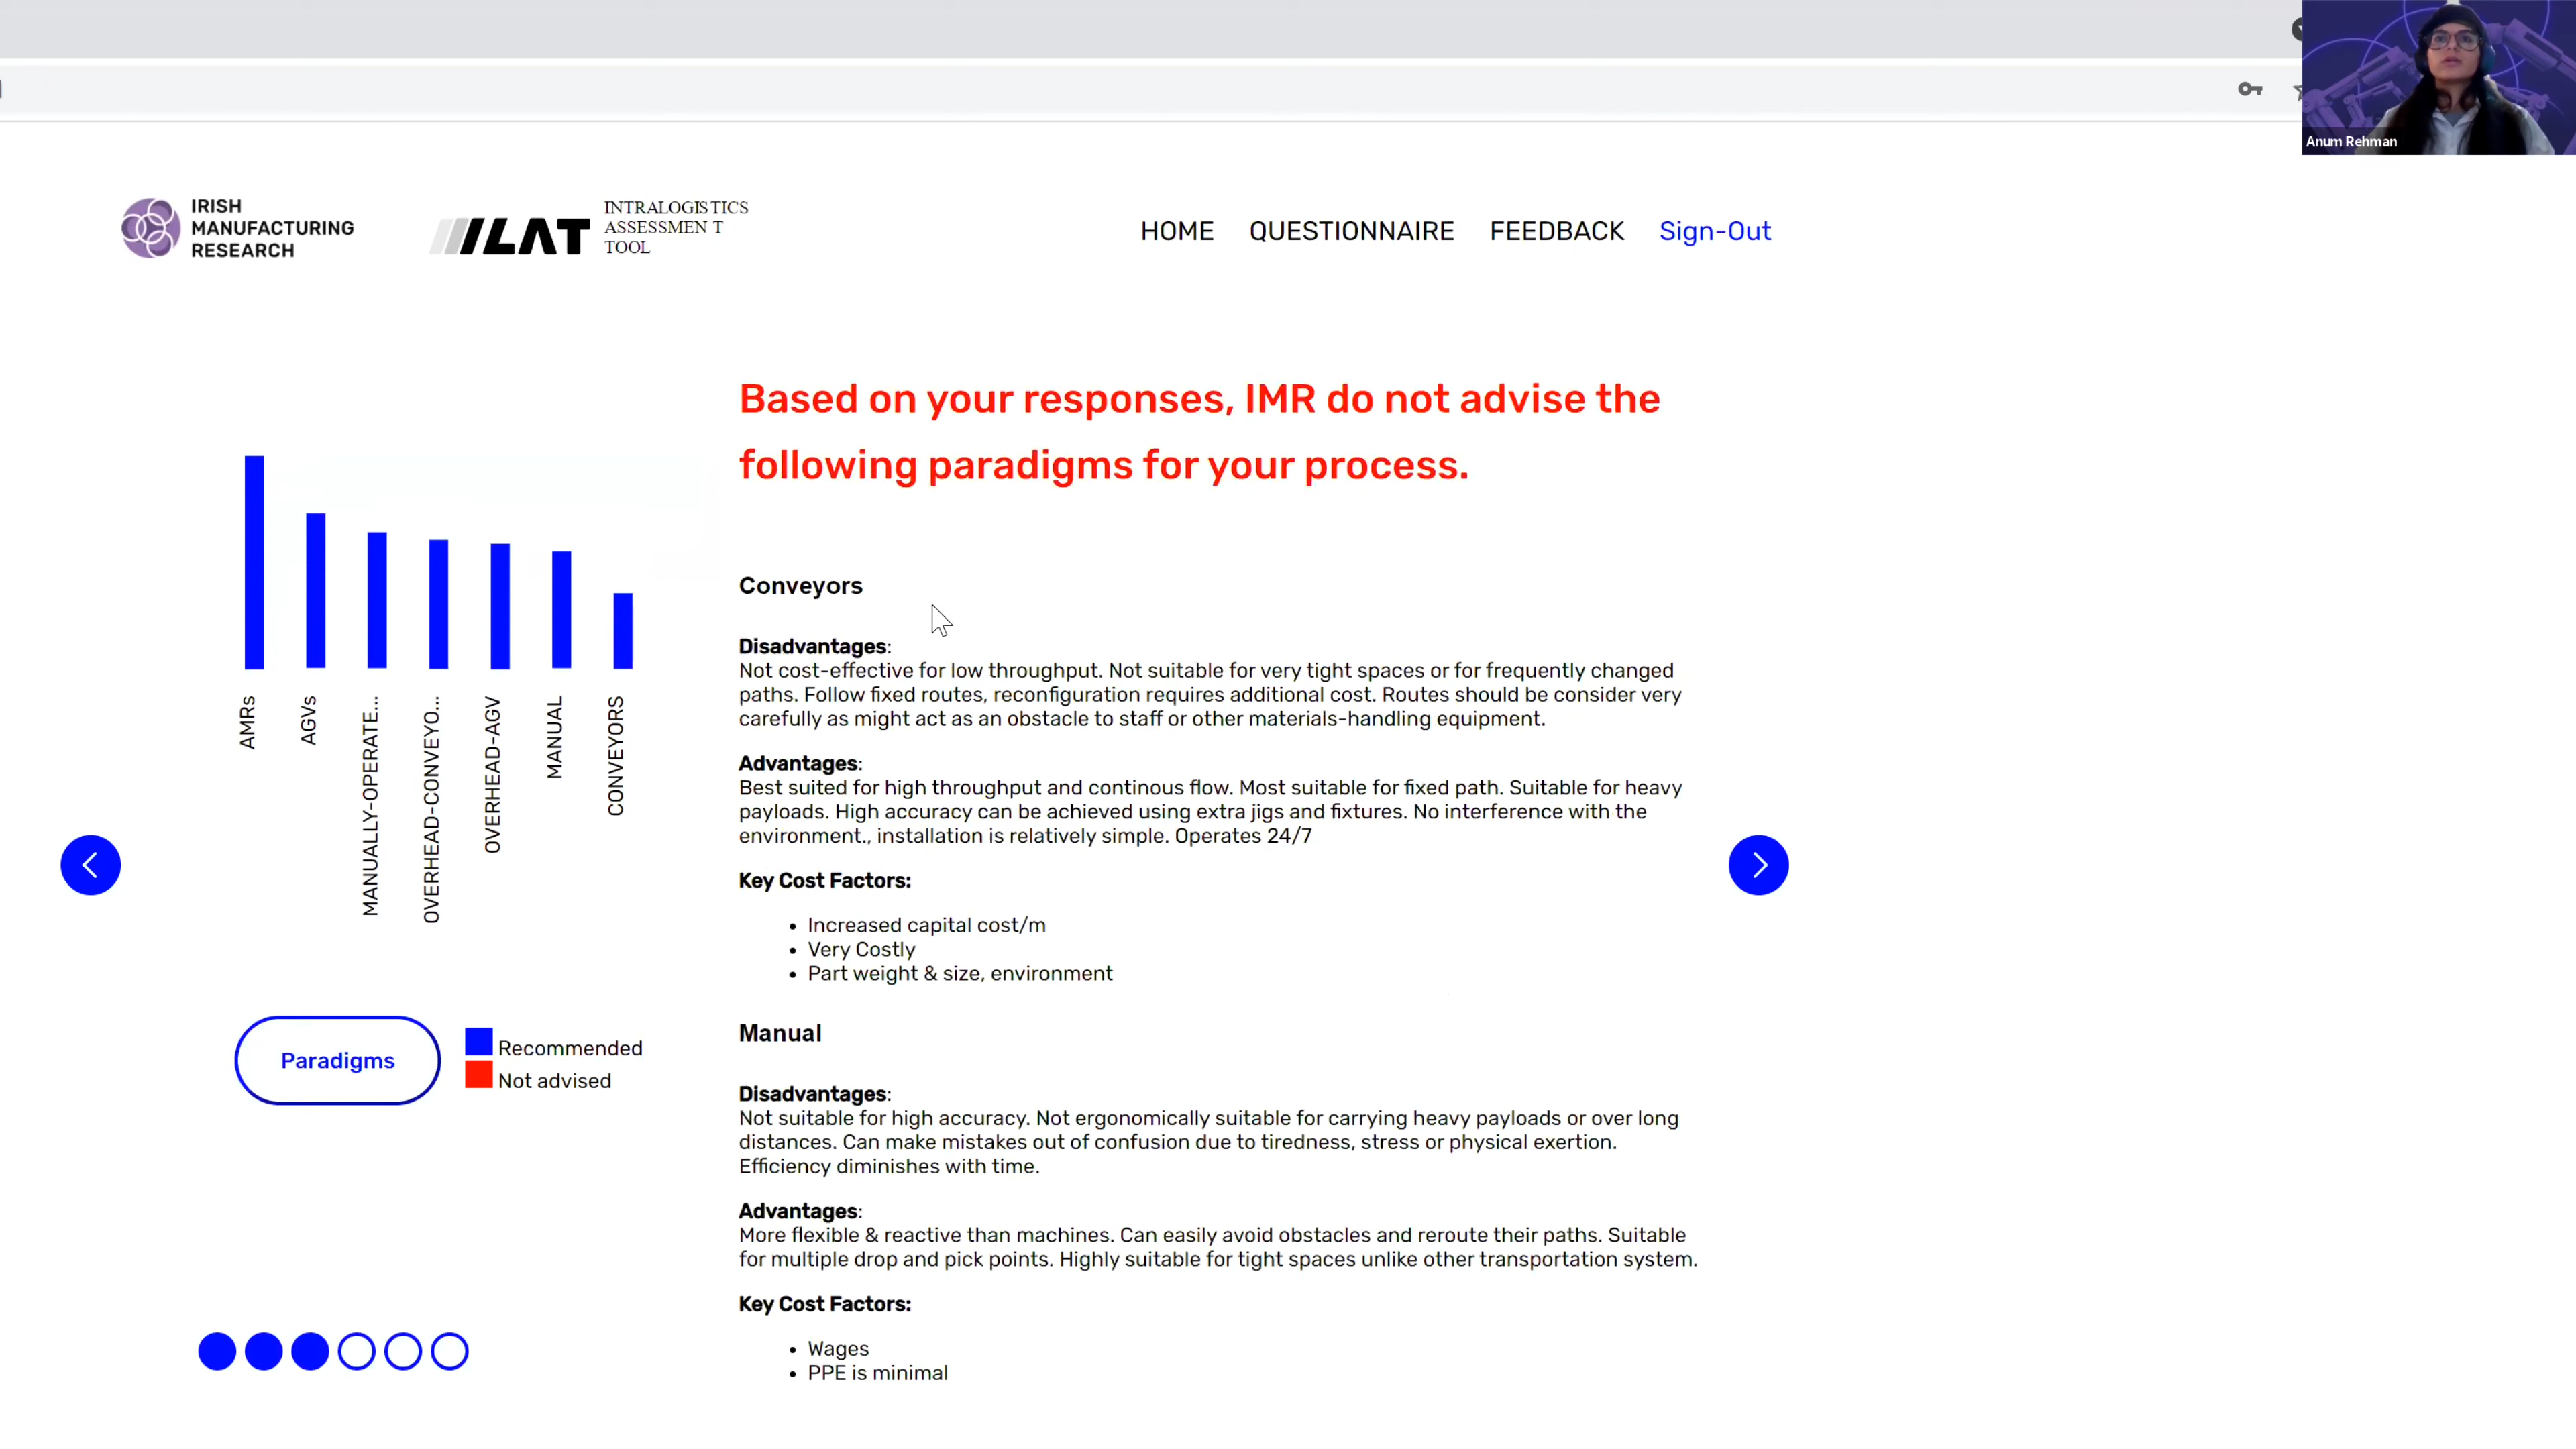 Anum Rehman
IRISH
MANUFACTURING
RESEARCH
ILAT
INTRALOGISTICS
ASSESSMENT
TOOL
HOME
QUESTIONNAIRE
FEEDBACK
Sign-Out
Based on your responses, IMR do not advise the
following paradigms for your process.
AMRs
AGVs
MANUALLY-OPERATE...
OVERHEAD-CONVEYO...
OVERHEAD-AGV
MANUAL
CONVEYORS
Paradigms
Recommended
Not advised
Conveyors
Disadvantages:
Not cost-effective for low throughput. Not suitable for very tight spaces or for frequently changed
paths. Follow fixed routes, reconfiguration requires additional cost. Routes should be consider very
carefully as might act as an obstacle to staff or other materials-handling equipment.
Advantages:
Best suited for high throughput and continous flow. Most suitable for fixed path. Suitable for heavy
payloads. High accuracy can be achieved using extra jigs and fixtures. No interference with the
environment., installation is relatively simple. Operates 24/7
Key Cost Factors:
• Increased capital cost/m
• Very Costly
• Part weight & size, environment
Manual
Disadvantages:
Not suitable for high accuracy. Not ergonomically suitable for carrying heavy payloads or over long
distances. Can make mistakes out of confusion due to tiredness, stress or physical exertion.
Efficiency diminishes with time.
Advantages:
More flexible & reactive than machines. Can easily avoid obstacles and reroute their paths. Suitable
for multiple drop and pick points. Highly suitable for tight spaces unlike other transportation system.
Key Cost Factors:
• Wages
• PPE is minimal